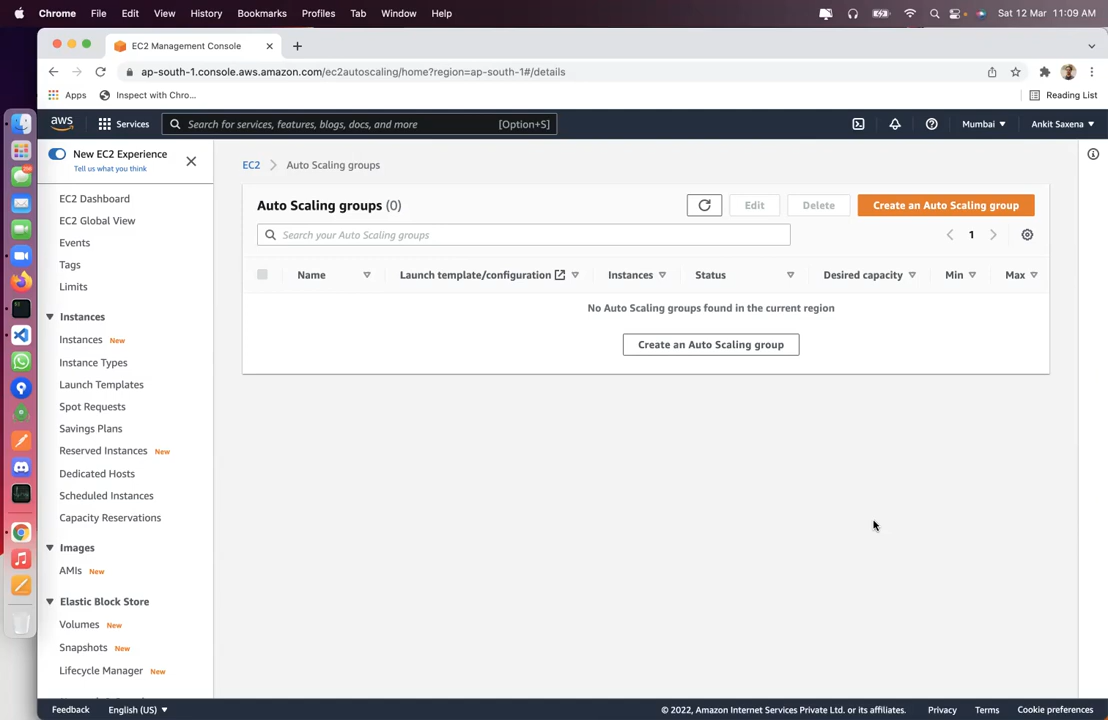 Chrome File Edit View History Bookmarks Profiles Tab Window Help Sat 12 Mar 11:09 AM
EC2 Management Console
ap-south-1.console.aws.amazon.com/ec2autoscaling/home?region=ap-south-1#/details
Apps Inspect with Chro... Reading List
aws Services Search for services, features, blogs, docs, and more [Option+S] Mumbai Ankit Saxena
New EC2 Experience
Tell us what you think
EC2 Dashboard
EC2 Global View
Events
Tags
Limits
Instances
Instances New
Instance Types
Launch Templates
Spot Requests
Savings Plans
Reserved Instances New
Dedicated Hosts
Scheduled Instances
Capacity Reservations
Images
AMIs New
Elastic Block Store
Volumes New
Snapshots New
Lifecycle Manager New
EC2 Auto Scaling groups
Auto Scaling groups (0) Edit Delete Create an Auto Scaling group
Search your Auto Scaling groups 1
Name Launch template/configuration Instances Status Desired capacity Min Max
No Auto Scaling groups found in the current region
Create an Auto Scaling group
Feedback English (US) © 2022, Amazon Internet Services Private Ltd. or its affiliates. Privacy Terms Cookie preferences